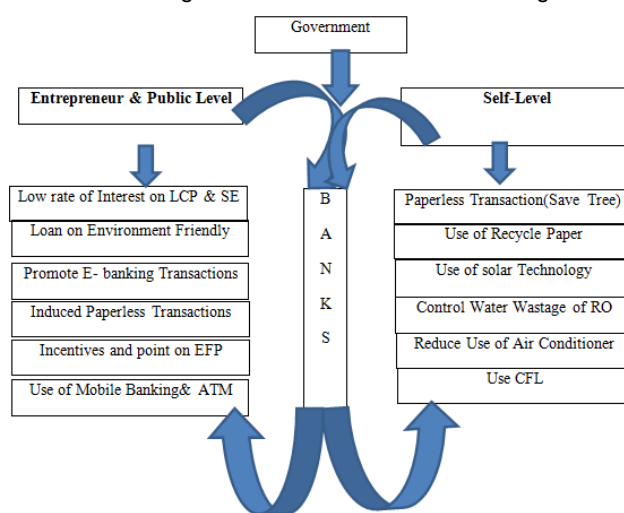 Government
Entrepreneur & Public Level
Self-Level
Low rate of Interest on LCP & SE
Loan on Environment Friendly
Promote E- banking Transactions
Induced Paperless Transactions
Incentives and point on EFP
Use of Mobile Banking& ATM
B
A
N
K
S
Paperless Transaction(Save Tree)
Use of Recycle Paper
Use of solar Technology
Control Water Wastage of RO
Reduce Use of Air Conditioner
Use CFL